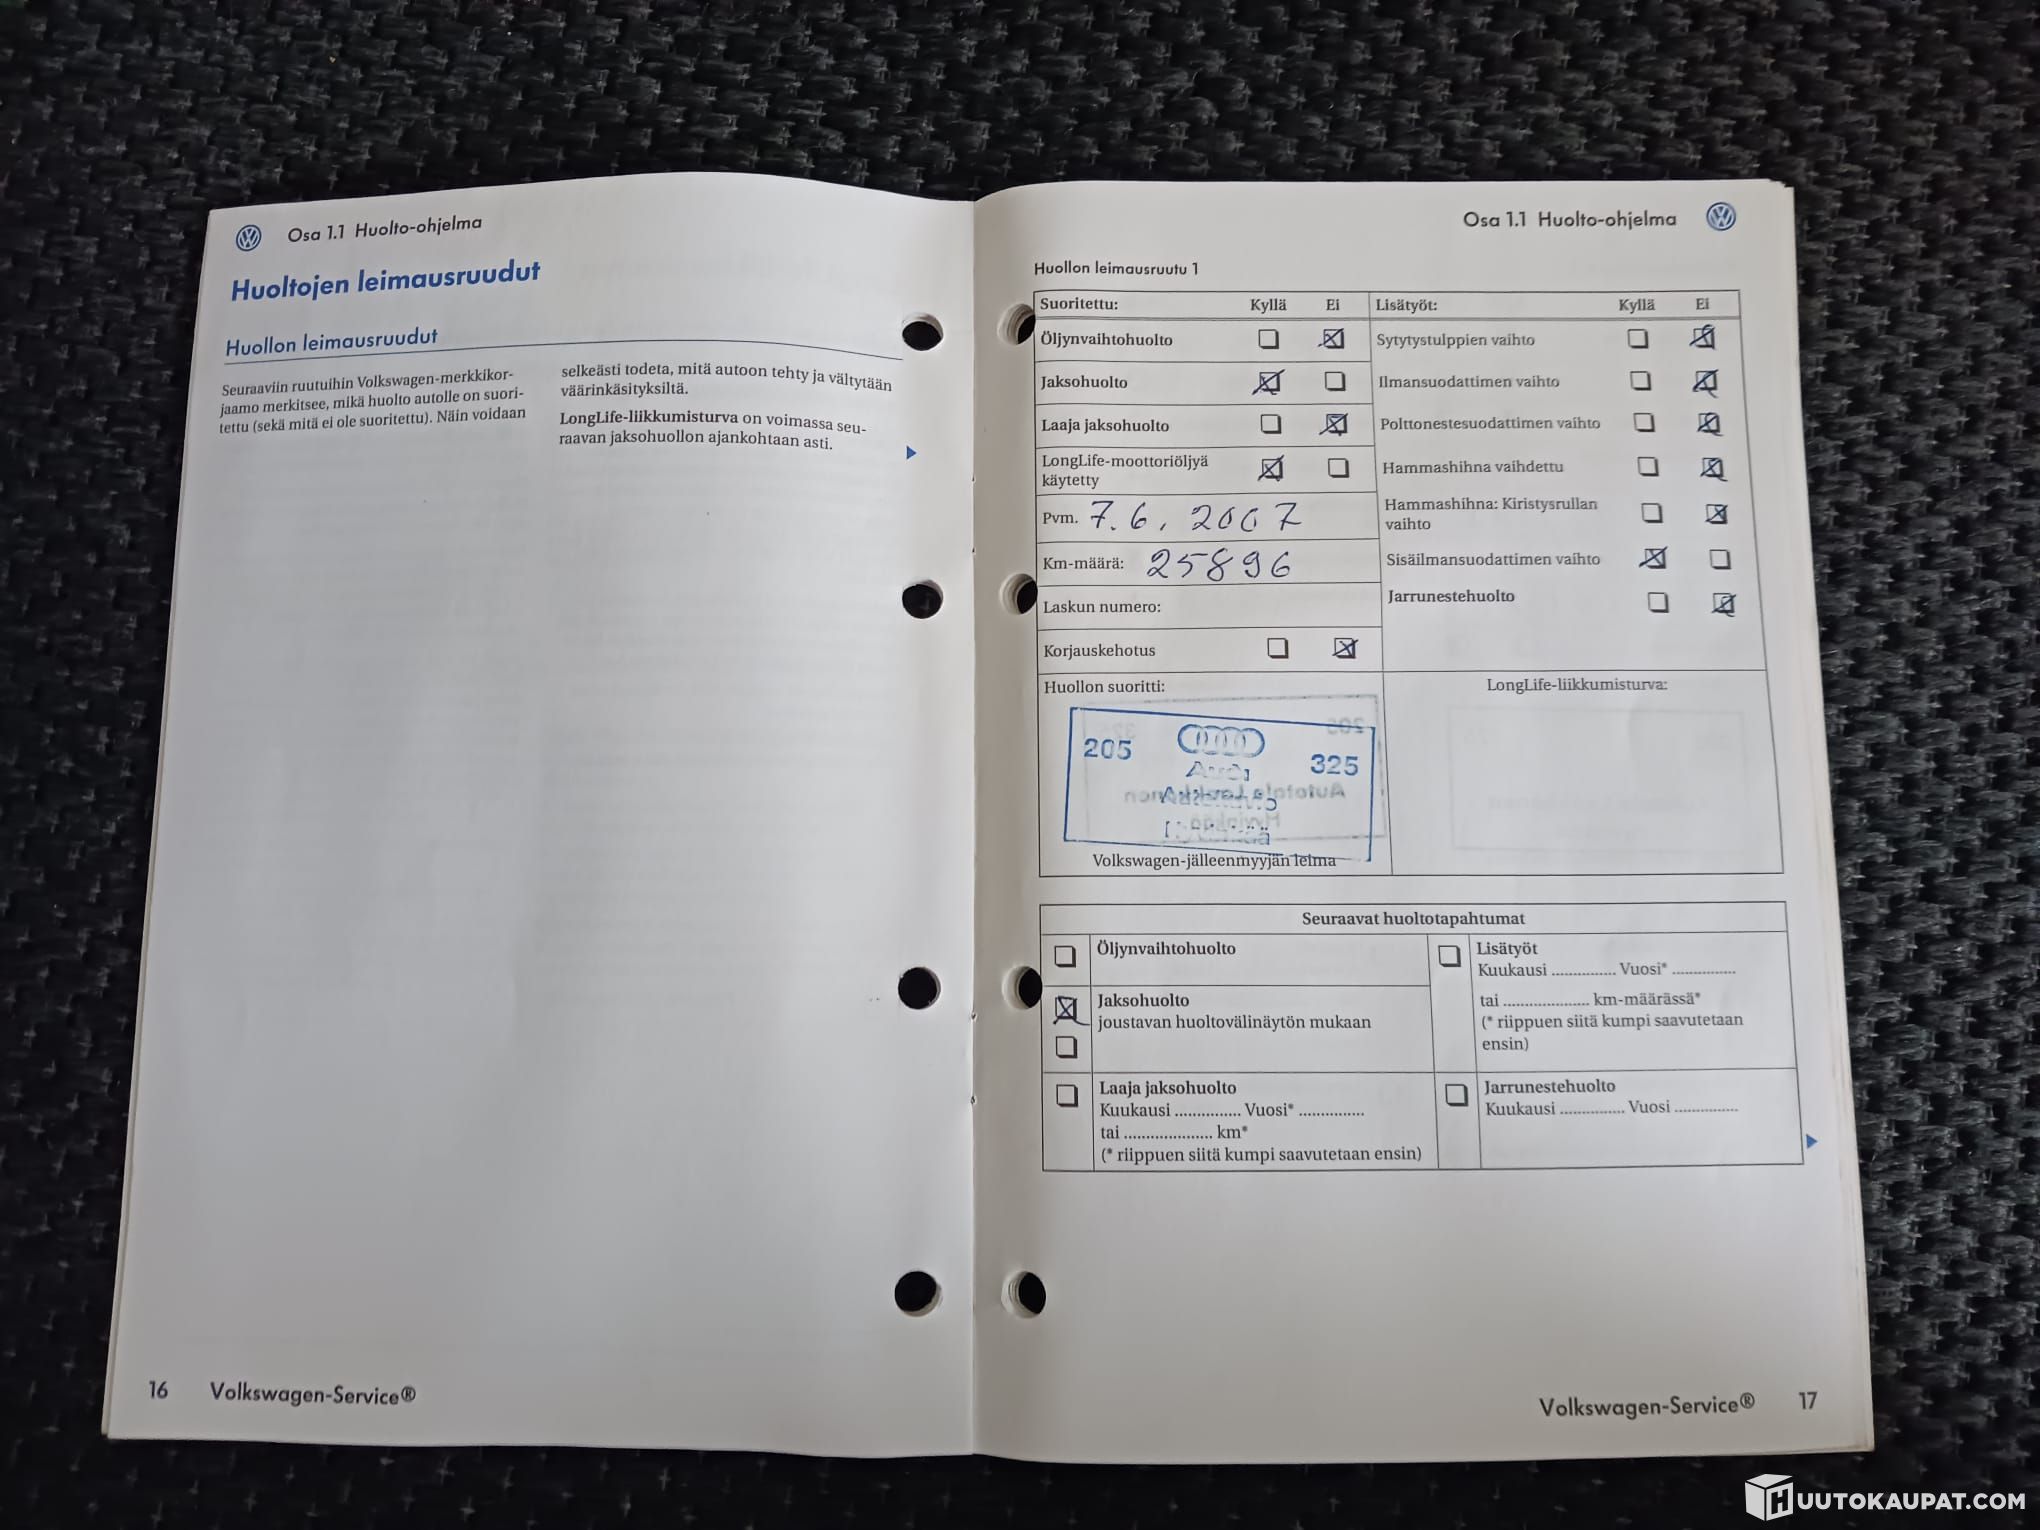 Osa 1.1 Huolto-ohjelma
Huoltojen leimausruudut
Huollon leimausruudut
Seuraaviin ruutuihin Volkswagen-merkkikor-
jaamo merkitsee, mikä huolto autolle on suori-
tettu (sekä mitä ei ole suoritettu). Näin voidaan
selkeästi todeta, mitä autoon tehty ja vältytään
väärinkäsityksiltä.
LongLife-liikkumisturva on voimassa seu-
raavan jaksohuollon ajankohtaan asti.
16 Volkswagen-Service®
Osa 1.1 Huolto-ohjelma
Huollon leimausruutu 1
Suoritettu: Kyllä Ei
Öljynvaihtohuolto
Jaksohuolto
Laaja jaksohuolto
LongLife-moottoriöljyä
käytetty
Pvm. 7.6.2007
Km-määrä: 25896
Laskun numero:
Korjauskehotus
Huollon suoritti:
205 325
Audi
Volkswagen-jälleenmyyjän leima
Lisätyöt: Kyllä Ei
Sytytystulppien vaihto
Ilmansuodattimen vaihto
Polttonestesuodattimen vaihto
Hammashihna vaihdettu
Hammashihna: Kiristysrullan
vaihto
Sisäilmansuodattimen vaihto
Jarrunestehuolto
LongLife-liikkumisturva:
Seuraavat huoltotapahtumat
Öljynvaihtohuolto
Jaksohuolto
joustavan huoltovälinäytön mukaan
Laaja jaksohuolto
Kuukausi ............... Vuosi* ...............
tai .................... km*
(* riippuen siitä kumpi saavutetaan ensin)
Lisätyöt
Kuukausi ............... Vuosi* ...............
tai .................... km-määrässä*
(* riippuen siitä kumpi saavutetaan
ensin)
Jarrunestehuolto
Kuukausi ............... Vuosi ...............
Volkswagen-Service® 17
HUUTOKAUPAT.COM